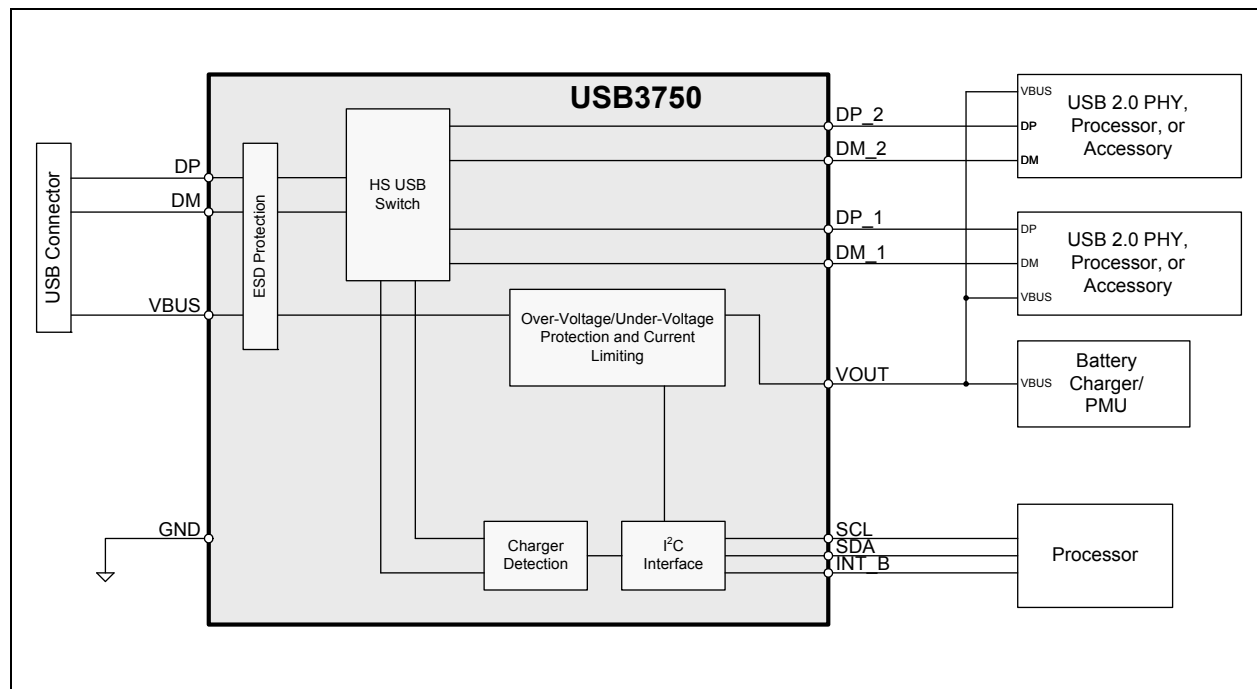 USB3750
USB Connector
DP
DM
VBUS
GND
ESD Protection
HS USB
Switch
Over-Voltage/Under-Voltage
Protection and Current
Limiting
Charger
Detection
I²C
Interface
DP_2
DM_2
DP_1
DM_1
VOUT
SCL
SDA
INT_B
VBUS
DP
DM
USB 2.0 PHY,
Processor, or
Accessory
DP
DM
VBUS
USB 2.0 PHY,
Processor, or
Accessory
VBUS
Battery
Charger/
PMU
Processor